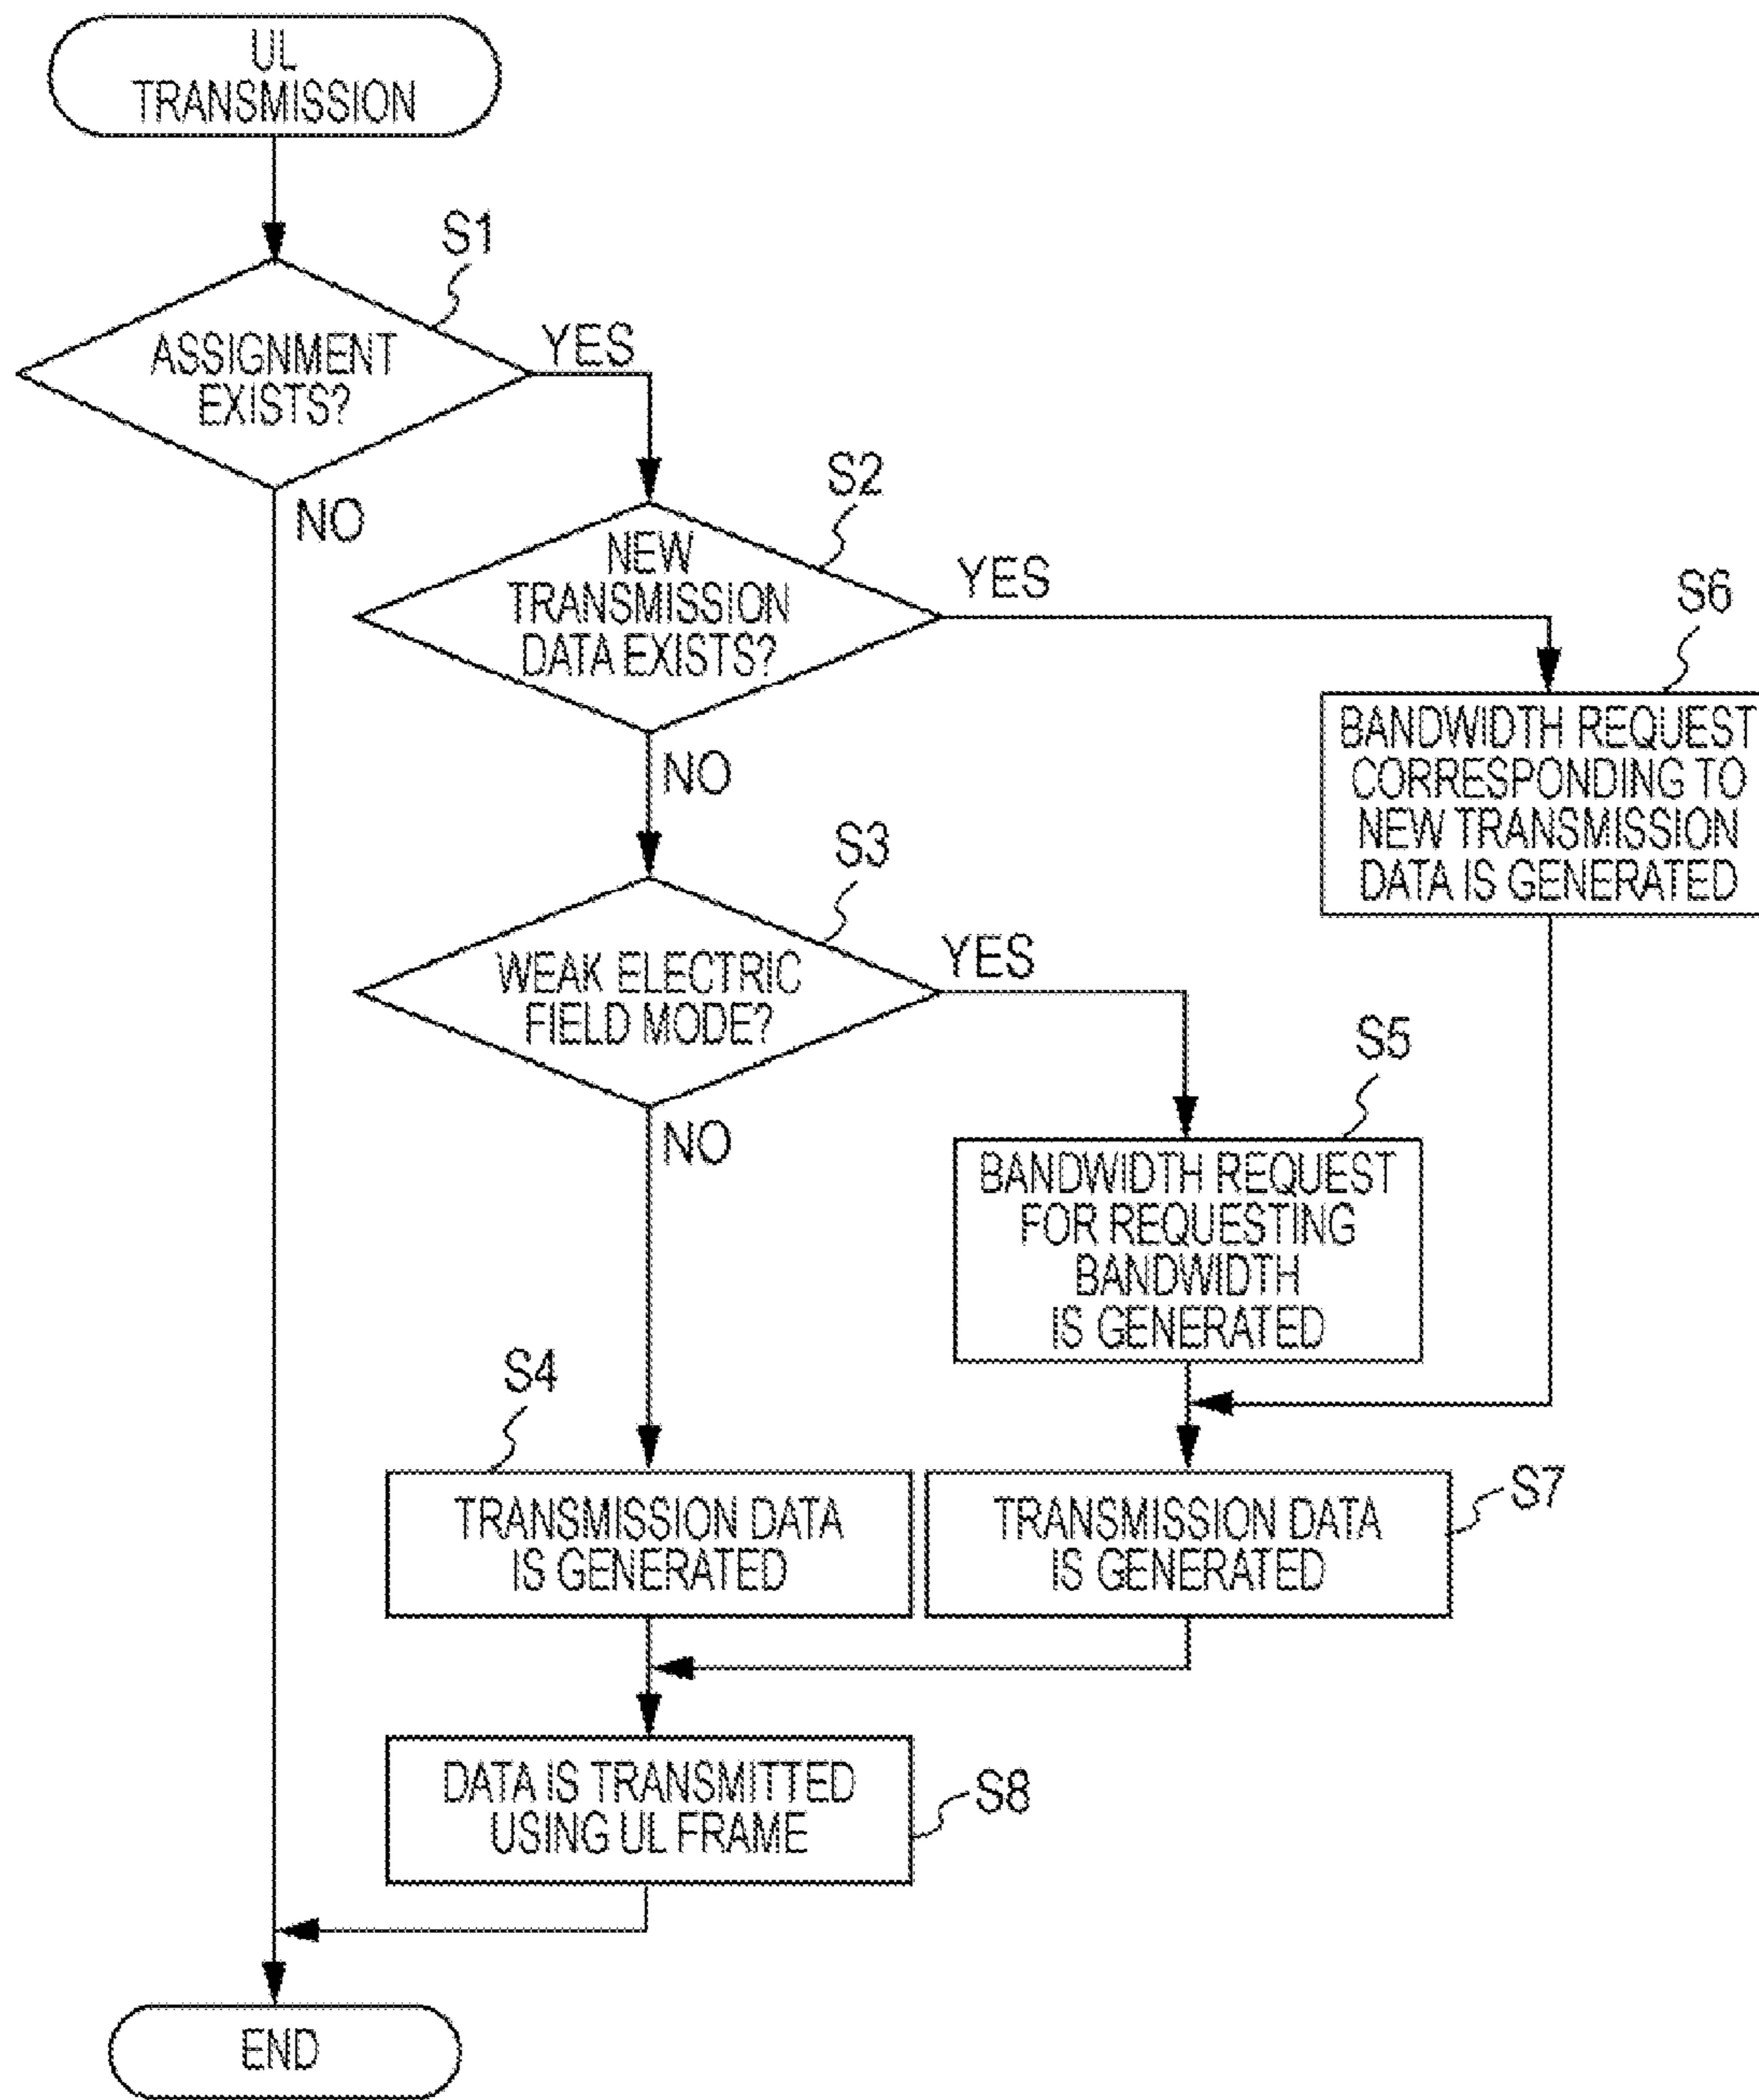 UL
TRANSMISSION
S1
ASSIGNMENT
EXISTS?
YES
NO
S2
NEW
TRANSMISSION
DATA EXISTS?
YES
NO
S6
BANDWIDTH REQUEST
CORRESPONDING TO
NEW TRANSMISSION
DATA IS GENERATED
S3
WEAK ELECTRIC
FIELD MODE?
YES
NO
S5
BANDWIDTH REQUEST
FOR REQUESTING
BANDWIDTH
IS GENERATED
S4
TRANSMISSION DATA
IS GENERATED
TRANSMISSION DATA
IS GENERATED
S7
DATA IS TRANSMITTED
USING UL FRAME
S8
END